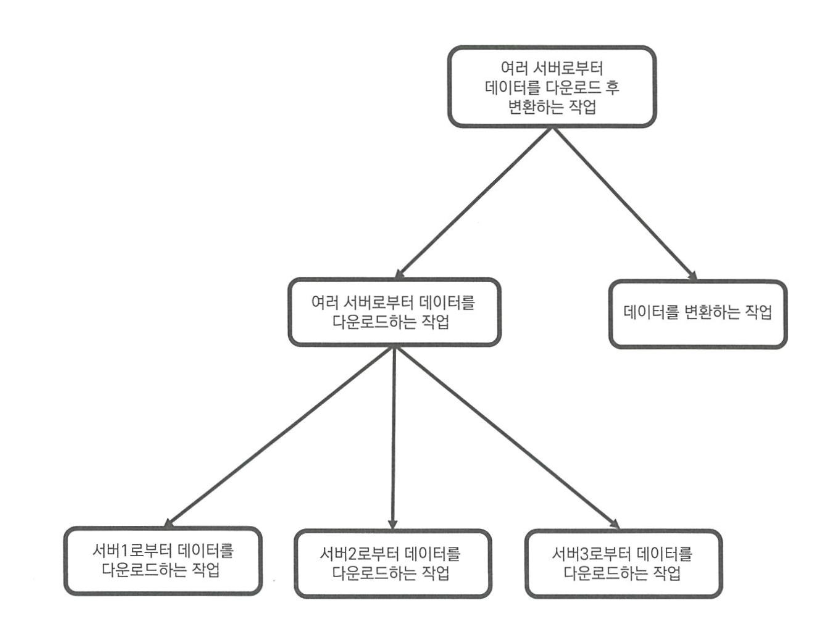 여러 서버로부터
데이터를 다운로드 후
변환하는 작업
여러 서버로부터 데이터를
다운로드하는 작업
데이터를 변환하는 작업
서버1로부터 데이터를
다운로드하는 작업
서버2로부터 데이터를
다운로드하는 작업
서버3로부터 데이터를
다운로드하는 작업